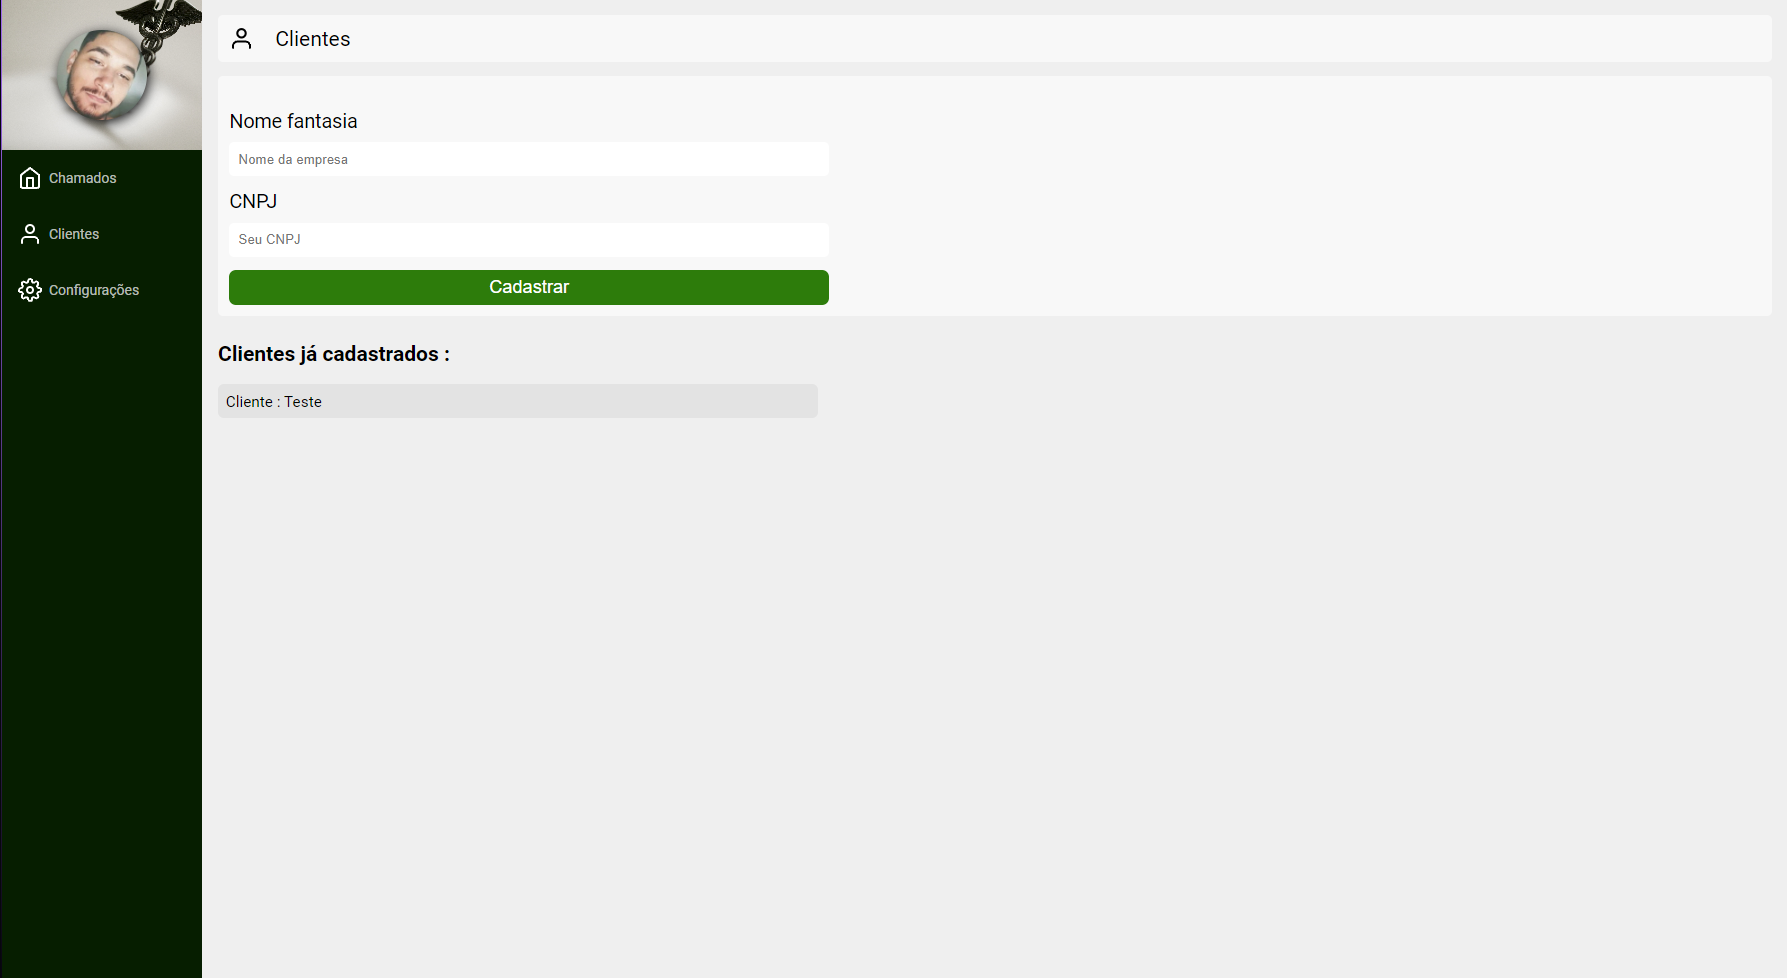 Chamados
Clientes
Configurações
Clientes
Nome fantasia
Nome da empresa
CNPJ
Seu CNPJ
Cadastrar
Clientes já cadastrados :
Cliente : Teste